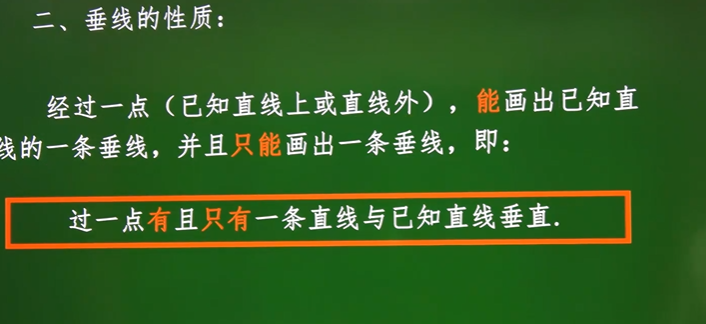 二、垂线的性质：
经过一点（已知直线上或直线外），能画出已知直
线的一条垂线，并且只能画出一条垂线，即：
过一点有且只有一条直线与已知直线垂直.